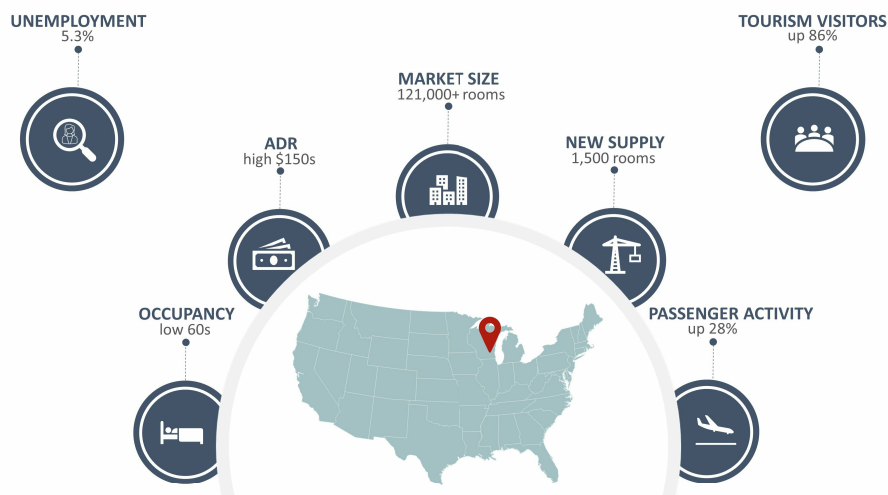 UNEMPLOYMENT
5.3%
TOURISM VISITORS
up 86%
MARKET SIZE
121,000+ rooms
ADR
high $150s
NEW SUPPLY
1,500 rooms
OCCUPANCY
low 60s
PASSENGER ACTIVITY
up 28%